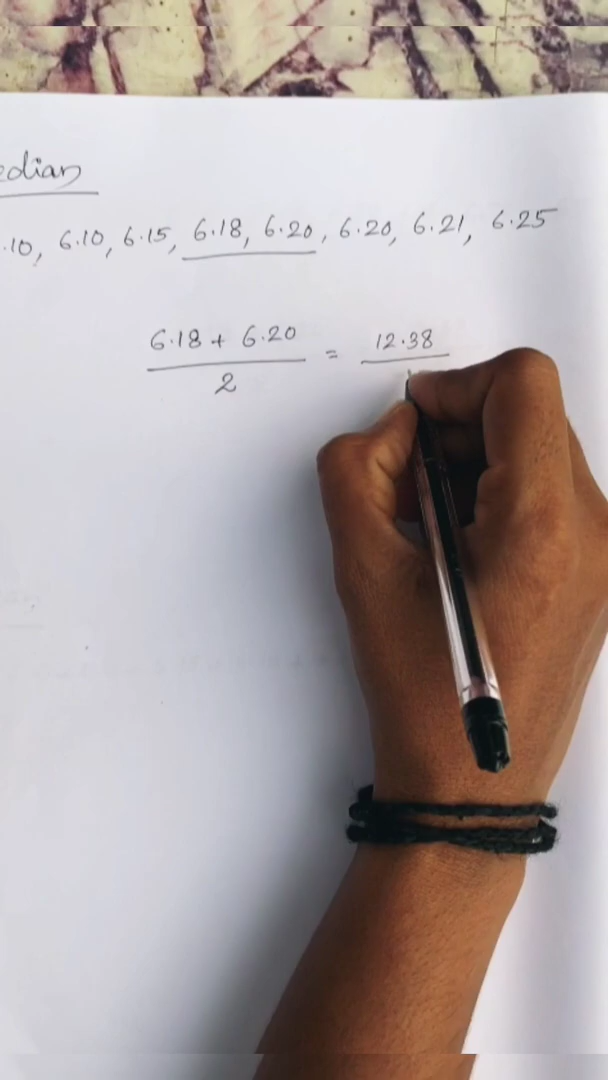 edian
.10, 6.10, 6.15, 6.18, 6.20, 6.20, 6.21, 6.25
6.18 + 6.20 = 12.38
2